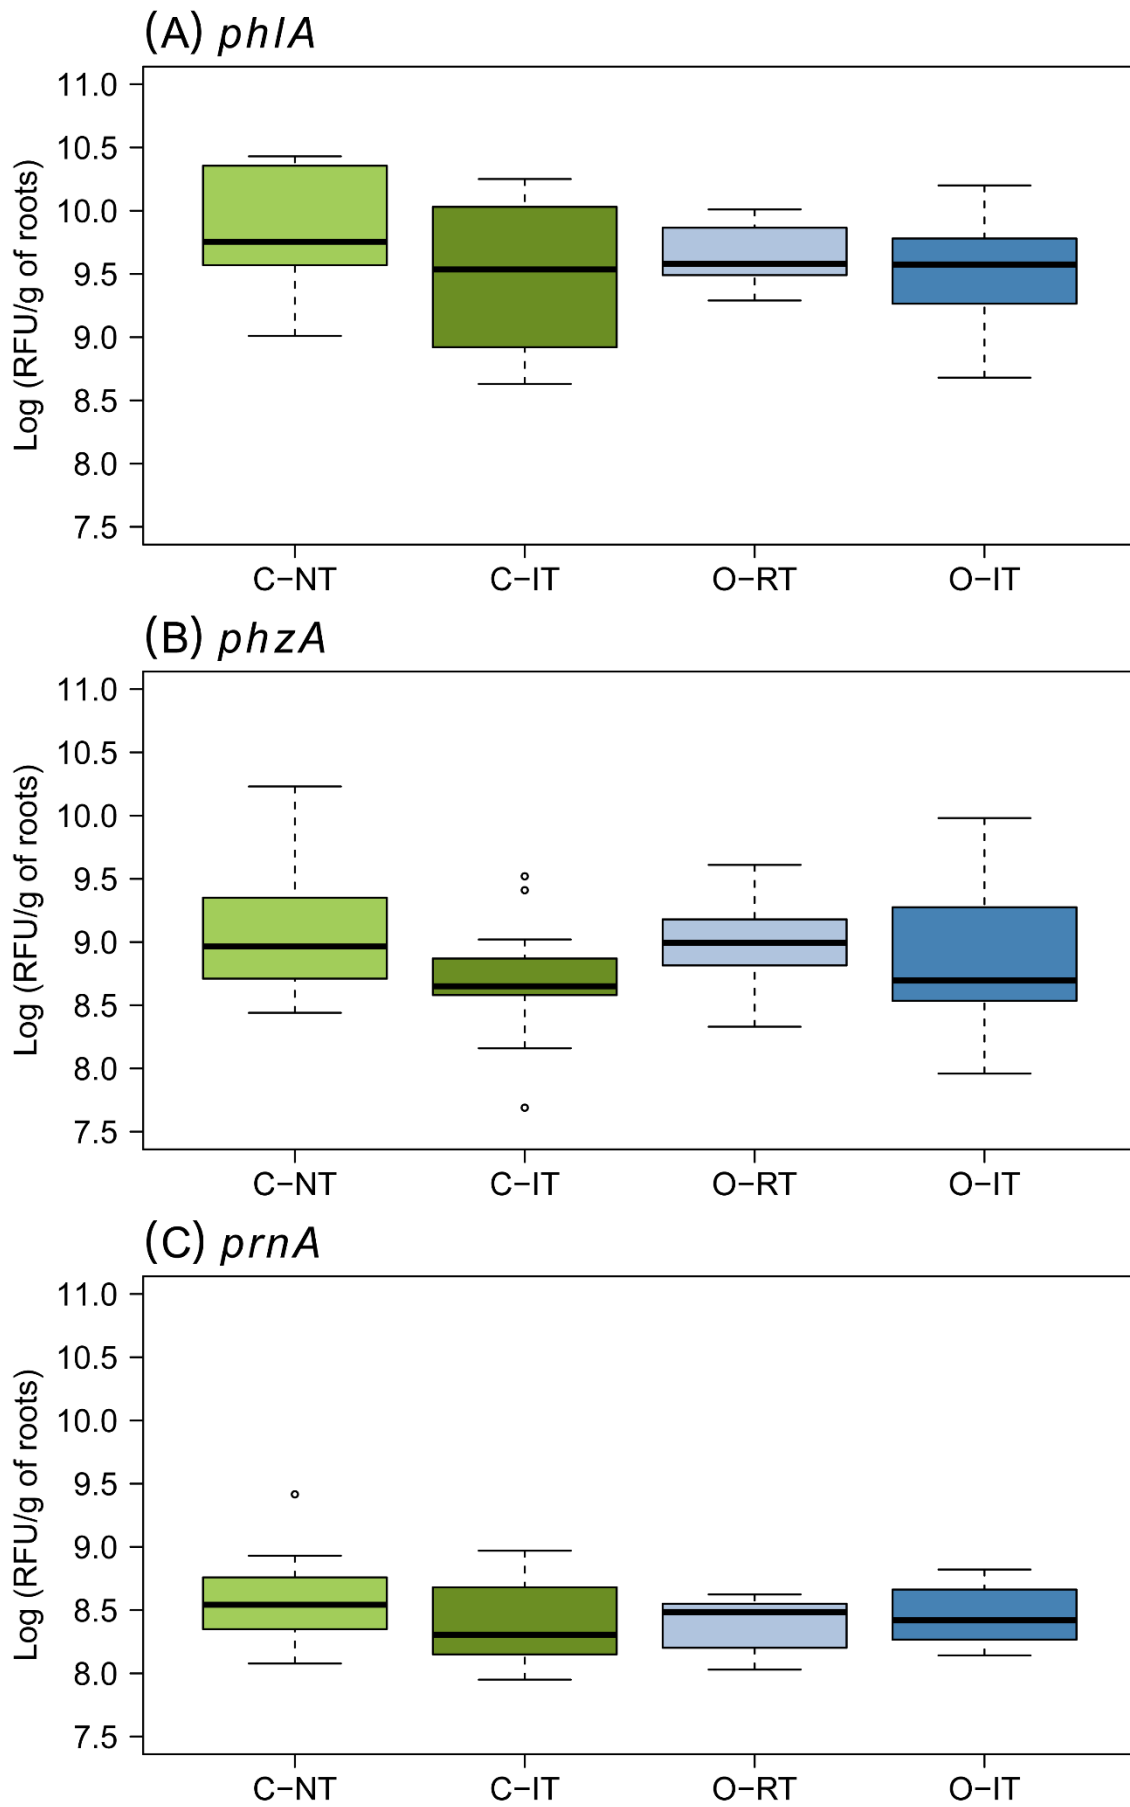 (A) phlA
Log (RFU/g of roots)
11.0
10.5
10.0
9.5
9.0
8.5
8.0
7.5
C−NT C−IT O−RT O−IT
(B) phzA
Log (RFU/g of roots)
11.0
10.5
10.0
9.5
9.0
8.5
8.0
7.5
C−NT C−IT O−RT O−IT
(C) prnA
Log (RFU/g of roots)
11.0
10.5
10.0
9.5
9.0
8.5
8.0
7.5
C−NT C−IT O−RT O−IT